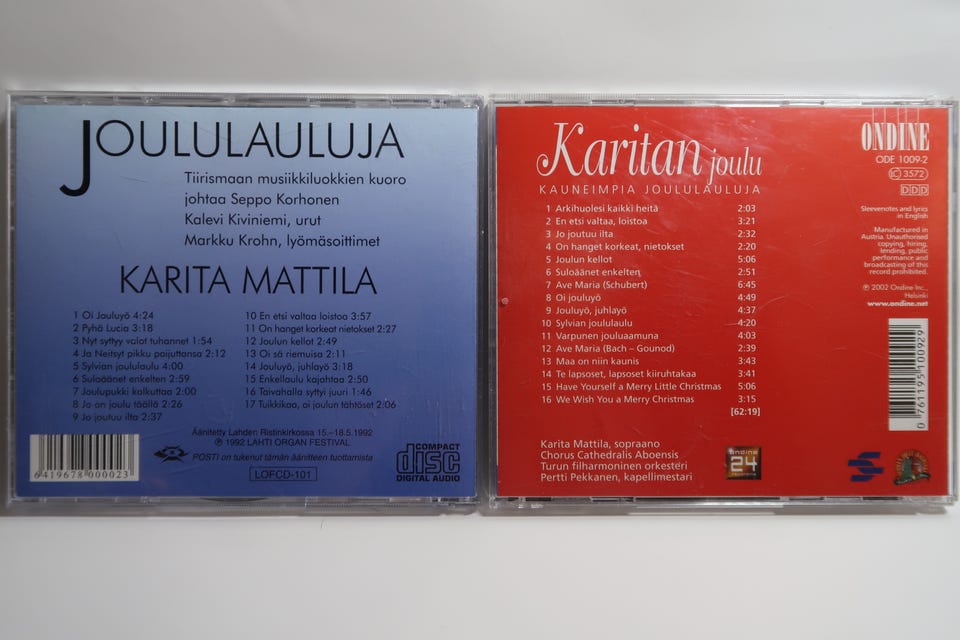 JOULULAULUJA
Tiirismaan musiikkiluokkien kuoro
johtaa Seppo Korhonen
Kalevi Kiviniemi, urut
Markku Krohn, lyömäsoittimet
KARITA MATTILA
1 Oi Jouluyö 4:24
2 Pyhä Lucia 3:18
3 Nyt syttyy valot tuhannet 1:54
4 Ja Neitsyt pikku paijuttansa 2:12
5 Sylvian joululaulu 4:00
6 Suloäänet enkelten 2:59
7 Joulupukki kolkuttaa 2:00
8 Jo on joulu täällä 2:26
9 Jo joutuu ilta 2:37
10 En etsi valtaa loistoa 3:57
11 On hanget korkeat nietokset 2:27
12 Joulun kellot 2:49
13 Oi sä riemuisa 2:11
14 Jouluyö, juhlayö 3:18
15 Enkellaulu kajahtaa 2:50
16 Taivahalla syttyi juuri 1:46
17 Tuikkikaa, oi joulun tähtöset 2:06
Äänitetty Lahden Ristinkirkossa 15.–18.5.1992
℗ 1992 LAHTI ORGAN FESTIVAL
POSTI on tukenut tämän äänitteen tuottamista
LOFCD-101
COMPACT
disc
DIGITAL AUDIO
6 419678 000023
Karitan joulu
KAUNEIMPIA JOULULAULUJA
1 Arkihuolesi kaikki heitä 2:03
2 En etsi valtaa, loistoa 3:21
3 Jo joutuu ilta 2:32
4 On hanget korkeat, nietokset 2:20
5 Joulun kellot 5:06
6 Suloäänet enkelten 2:51
7 Ave Maria (Schubert) 6:45
8 Oi jouluyö 4:49
9 Jouluyö, juhlayö 4:37
10 Sylvian joululaulu 4:20
11 Varpunen jouluaamuna 4:03
12 Ave Maria (Bach – Gounod) 2:39
13 Maa on niin kaunis 3:43
14 Te lapsoset, lapsoset kiiruhtakaa 3:41
15 Have Yourself a Merry Little Christmas 5:06
16 We Wish You a Merry Christmas 3:15
[62:19]
Karita Mattila, sopraano
Chorus Cathedralis Aboensis
Turun filharmoninen orkesteri
Pertti Pekkanen, kapellimestari
ondine
24
ONDINE
ODE 1009-2
LC 3572
DDD
Sleevenotes and lyrics
in English
Manufactured in
Austria. Unauthorised
copying, hiring,
lending, public
performance and
broadcasting of this
record prohibited.
℗ 2002 Ondine Inc.,
Helsinki
www.ondine.net
0 761195 100929